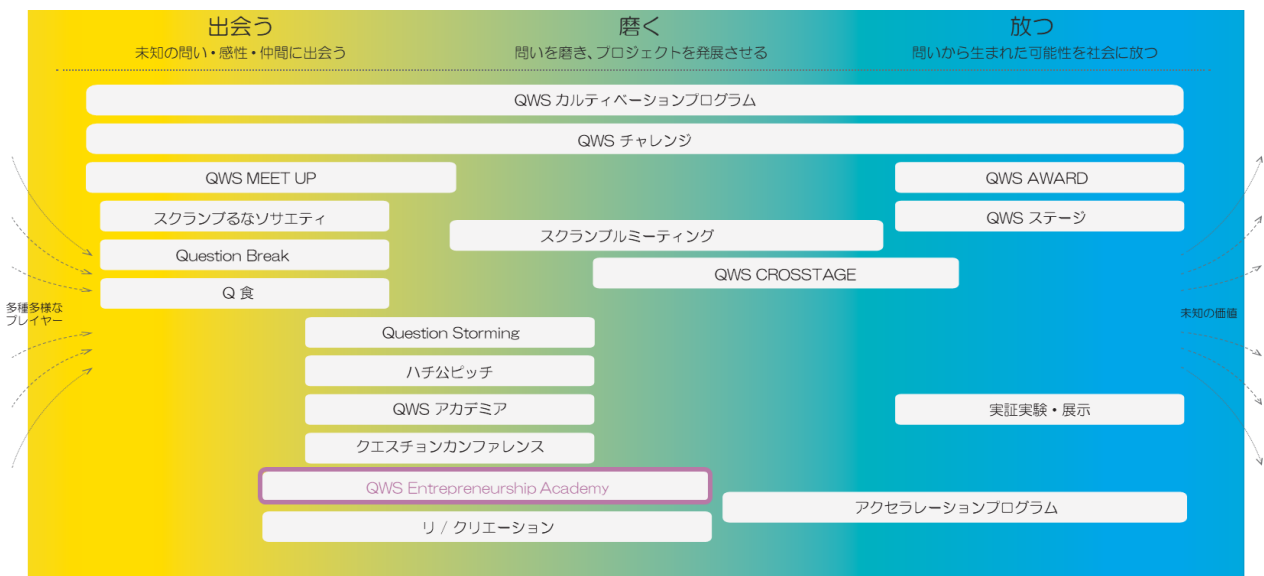 出会う
未知の問い・感性・仲間に出会う
磨く
問いを磨き、プロジェクトを発展させる
放つ
問いから生まれた可能性を社会に放つ
QWS カルティベーションプログラム
QWS チャレンジ
QWS MEET UP
QWS AWARD
スクランブるなソサエティ
QWS ステージ
スクランブルミーティング
Question Break
QWS CROSSTAGE
Q 食
多種多様な
プレイヤー
未知の価値
Question Storming
ハチ公ピッチ
QWS アカデミア
実証実験・展示
クエスチョンカンファレンス
QWS Entrepreneurship Academy
アクセラレーションプログラム
リ / クリエーション